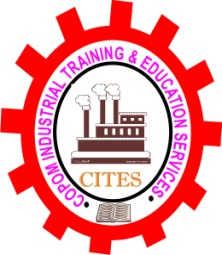 COPOM INDUSTRIAL TRAINING & EDUCATION SERVICES
CITES